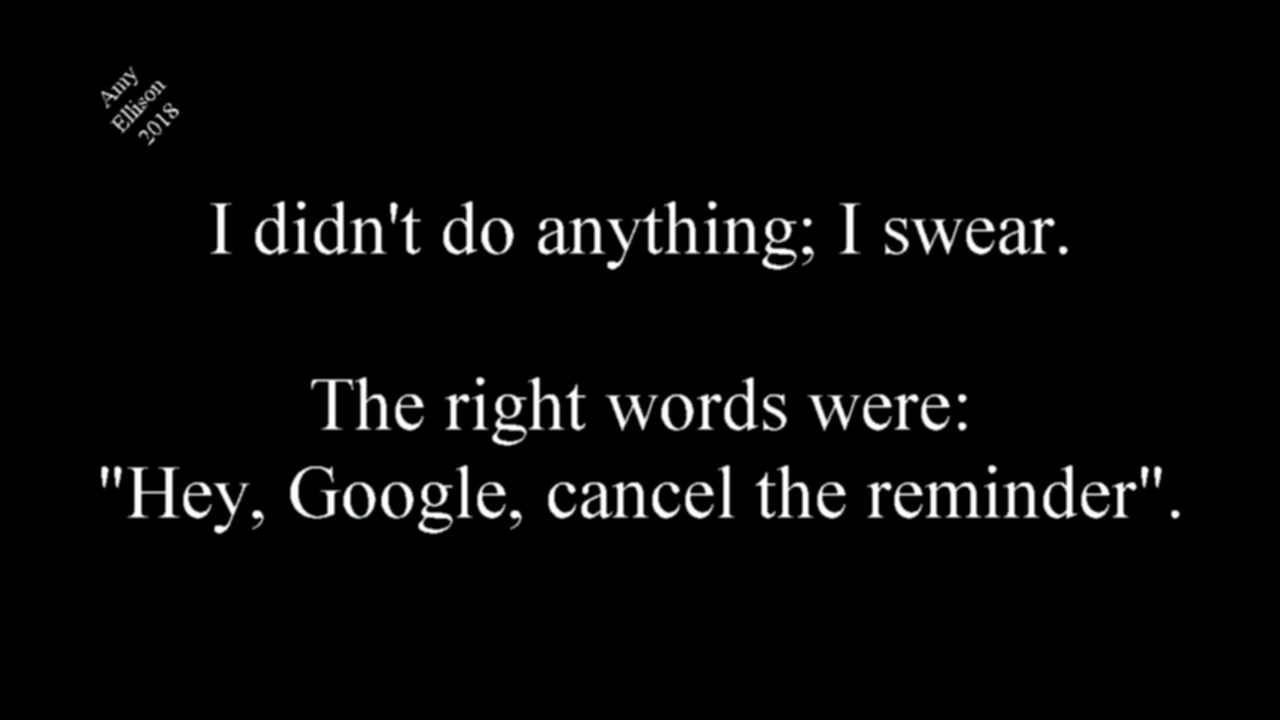 Amy
Ellison
2018
I didn't do anything; I swear.
The right words were:
"Hey, Google, cancel the reminder".